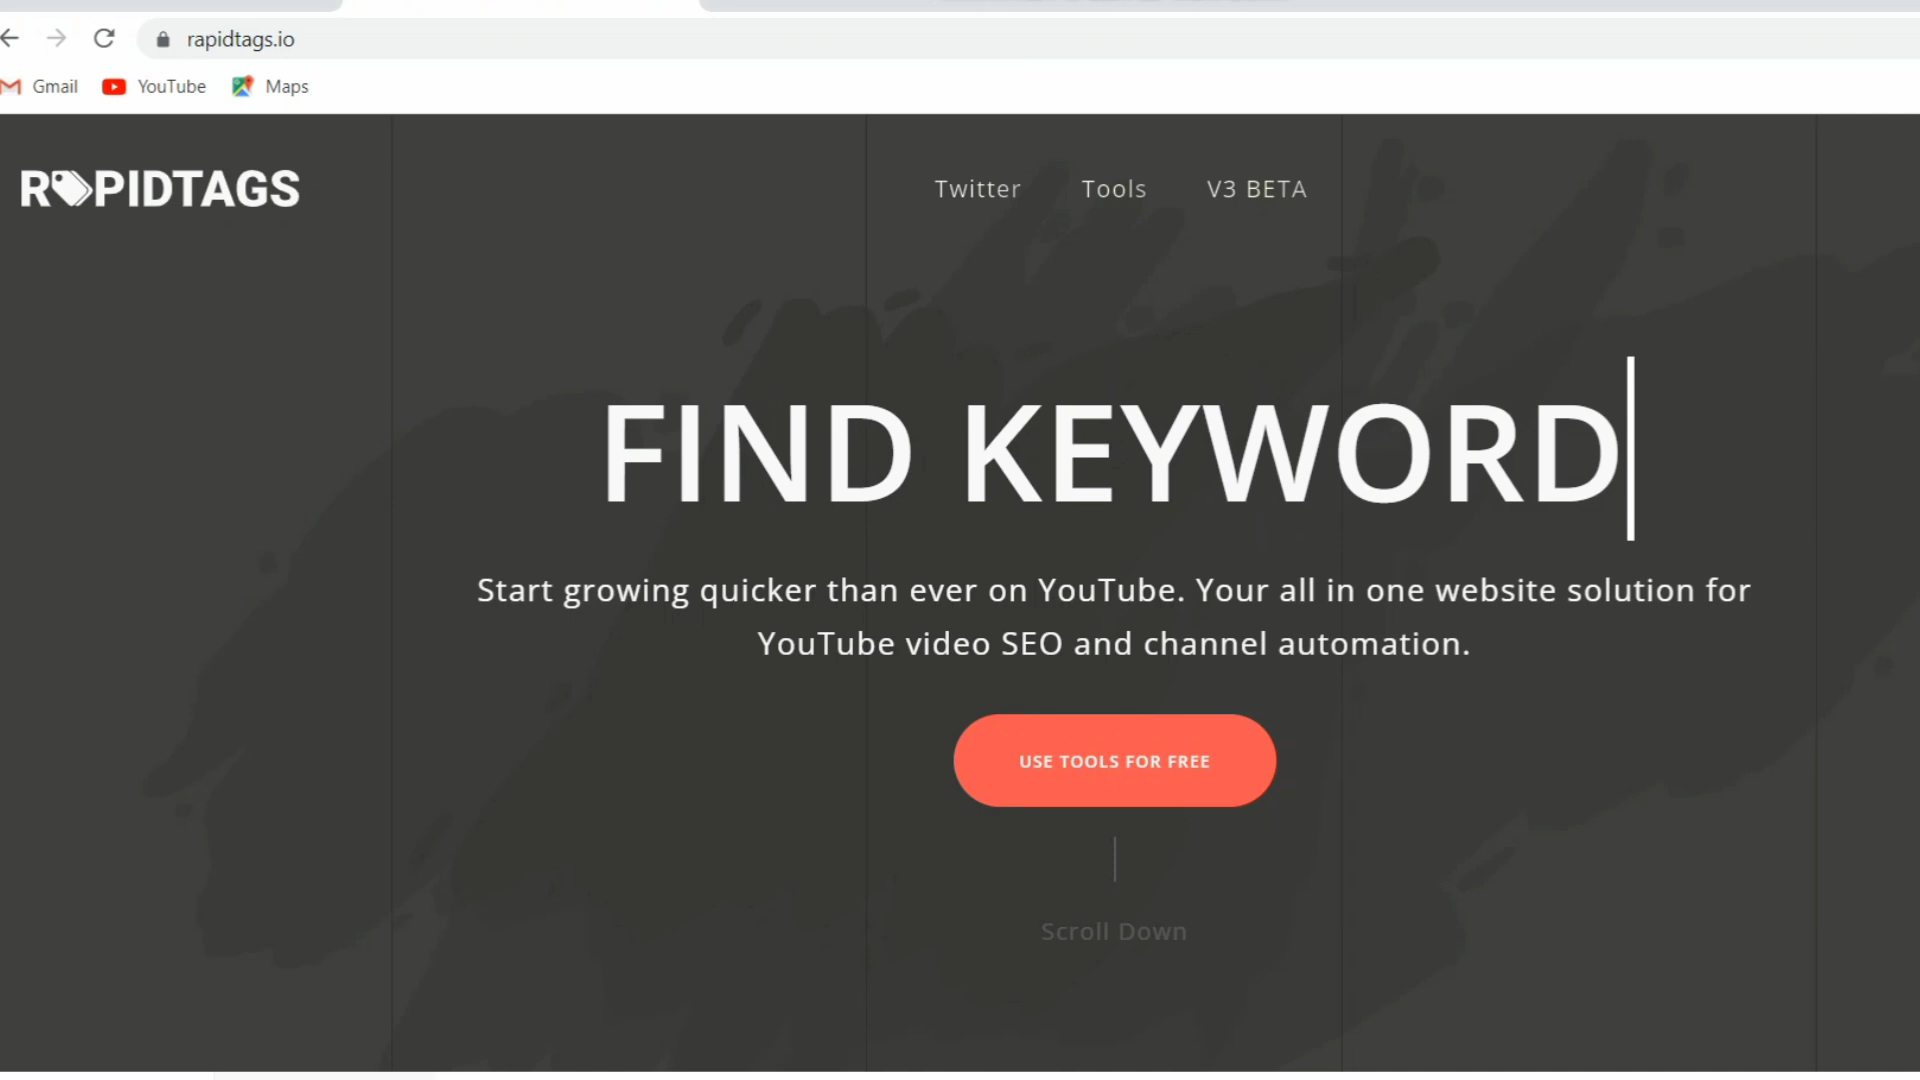 rapidtags.io
Gmail YouTube Maps
RAPIDTAGS Twitter Tools V3 BETA
FIND KEYWORD
Start growing quicker than ever on YouTube. Your all in one website solution for
YouTube video SEO and channel automation.
USE TOOLS FOR FREE
Scroll Down